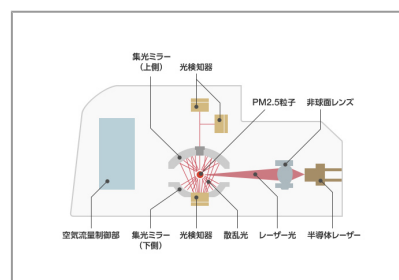 集光ミラー
(上側)
光検知器
PM2.5粒子
非球面レンズ
空気流量制御部
集光ミラー
(下側)
光検知器
散乱光
レーザー光
半導体レーザー